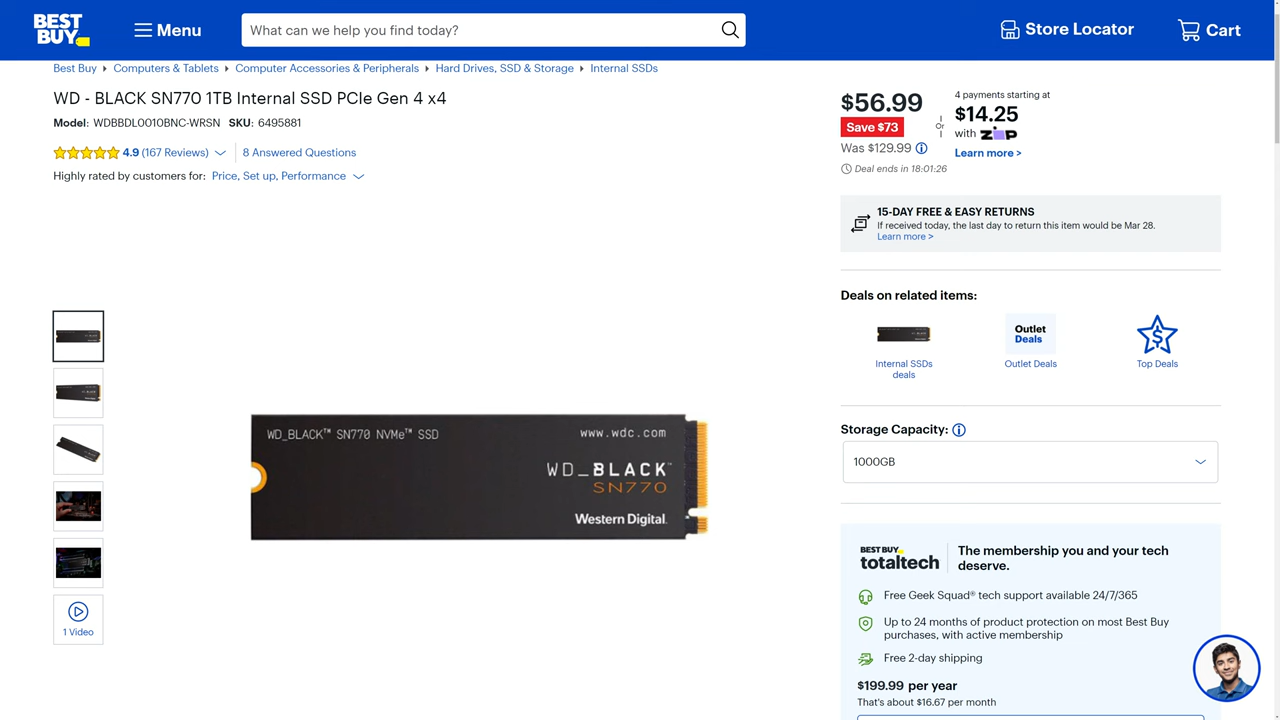 BEST BUY
Menu
What can we help you find today?
Store Locator
Cart
Best Buy
Computers & Tablets
Computer Accessories & Peripherals
Hard Drives, SSD & Storage
Internal SSDs
WD - BLACK SN770 1TB Internal SSD PCIe Gen 4 x4
Model: WDBBDL0010BNC-WRSN SKU: 6495881
4.9 (167 Reviews)
8 Answered Questions
Highly rated by customers for: Price, Set up, Performance
WD_BLACK™ SN770 NVMe™ SSD
www.wdc.com
WD_BLACK™
SN770
Western Digital.
1 Video
$56.99
Save $73
Was $129.99
Deal ends in 18:01:26
Or
4 payments starting at
$14.25
with ZIP
Learn more >
15-DAY FREE & EASY RETURNS
If received today, the last day to return this item would be Mar 28.
Learn more >
Deals on related items:
Internal SSDs
deals
Outlet
Deals
Outlet Deals
Top Deals
Storage Capacity:
1000GB
BEST BUY
totaltech
The membership you and your tech
deserve.
Free Geek Squad® tech support available 24/7/365
Up to 24 months of product protection on most Best Buy
purchases, with active membership
Free 2-day shipping
$199.99 per year
That's about $16.67 per month